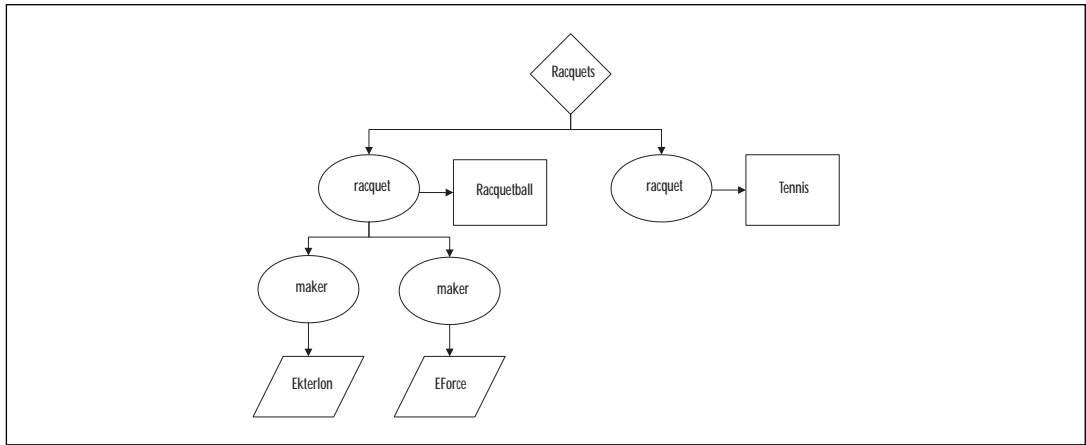 Racquets
racquet
Racquetball
racquet
Tennis
maker
maker
Ekterlon
EForce